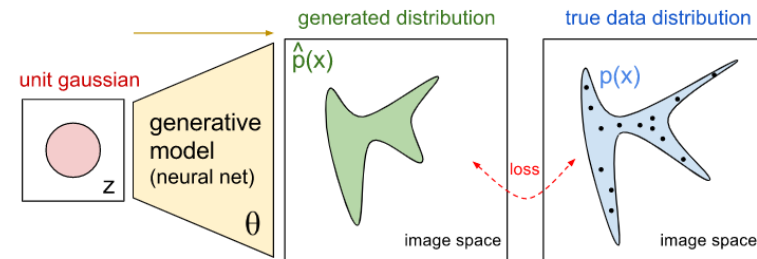 generated distribution
true data distribution
unit gaussian
z
generative
model
(neural net)
θ
p̂(x)
image space
loss
p(x)
image space